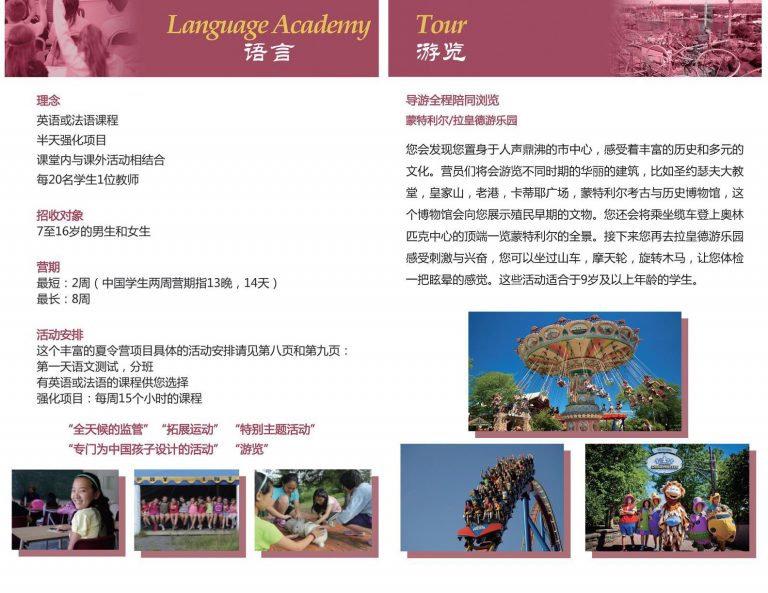 Language Academy
语言
理念
英语或法语课程
半天强化项目
课堂内与课外活动相结合
每20名学生1位教师
招收对象
7至16岁的男生和女生
营期
最短：2周（中国学生两周营期指13晚，14天）
最长：8周
活动安排
这个丰富的夏令营项目具体的活动安排请见第八页和第九页：
第一天语文测试，分班
有英语或法语的课程供您选择
强化项目：每周15个小时的课程
“全天候的监管” “拓展运动” “特别主题活动”
“专门为中国孩子设计的活动” “游览”
Tour
游览
导游全程陪同浏览
蒙特利尔/拉皇德游乐园
您会发现您置身于人声鼎沸的市中心，感受着丰富的历史和多元的
文化。营员们将会游览不同时期的华丽的建筑，比如圣约瑟夫大教
堂，皇家山，老港，卡蒂耶广场，蒙特利尔考古与历史博物馆，这
个博物馆会向您展示殖民早期的文物。您还会将乘坐缆车登上奥林
匹克中心的顶端一览蒙特利尔的全景。接下来您再去拉皇德游乐园
感受刺激与兴奋，您可以坐过山车，摩天轮，旋转木马，让您体检
一把眩晕的感觉。这些活动适合于9岁及以上年龄的学生。